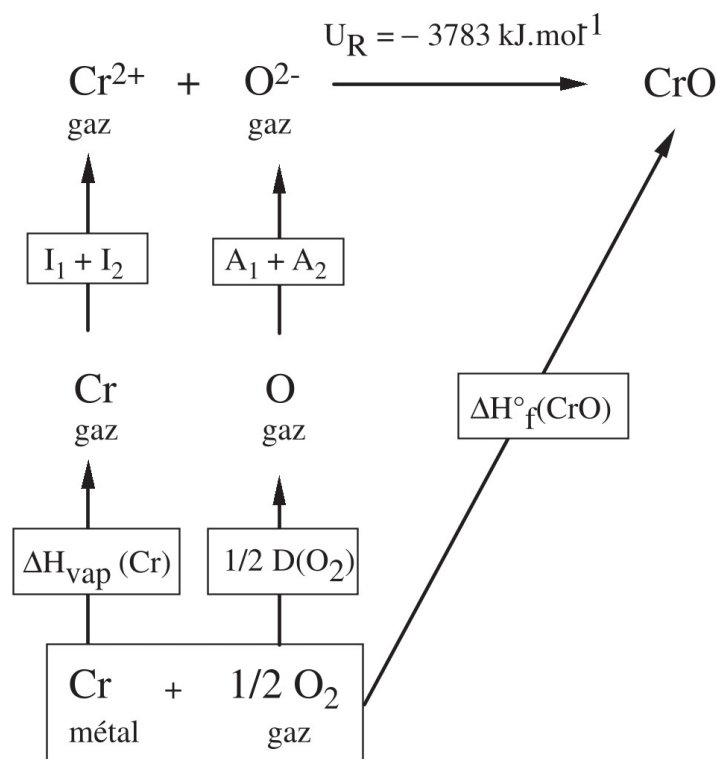 U_R = – 3783 kJ.mol⁻¹
Cr²⁺ + O²⁻ CrO
gaz gaz
I₁ + I₂ A₁ + A₂
Cr O
gaz gaz
ΔH°f(CrO)
ΔH_vap (Cr) 1/2 D(O₂)
Cr + 1/2 O₂
métal gaz